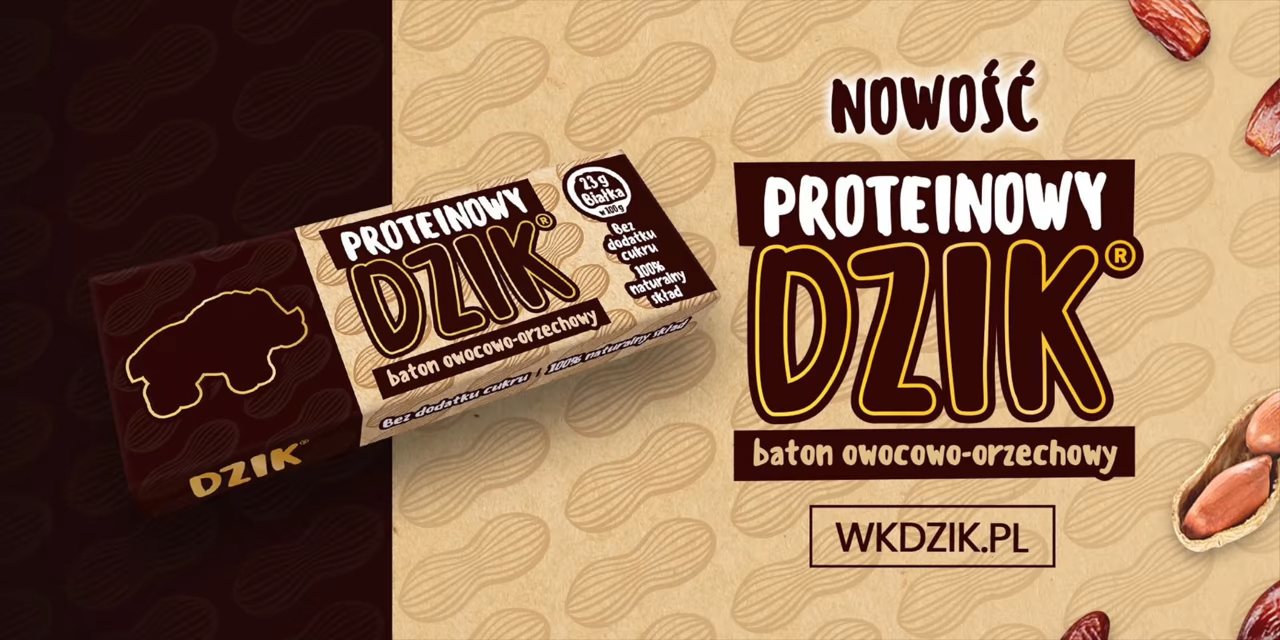 PROTEINOWY
DZIK®
baton owocowo-orzechowy
23 g
Białka
w 100 g
Bez
dodatku
cukru
100%
naturalny
skład
Bez dodatku cukru | 100% naturalny skład
DZIK®
NOWOŚĆ
PROTEINOWY
DZIK®
baton owocowo-orzechowy
WKDZIK.PL